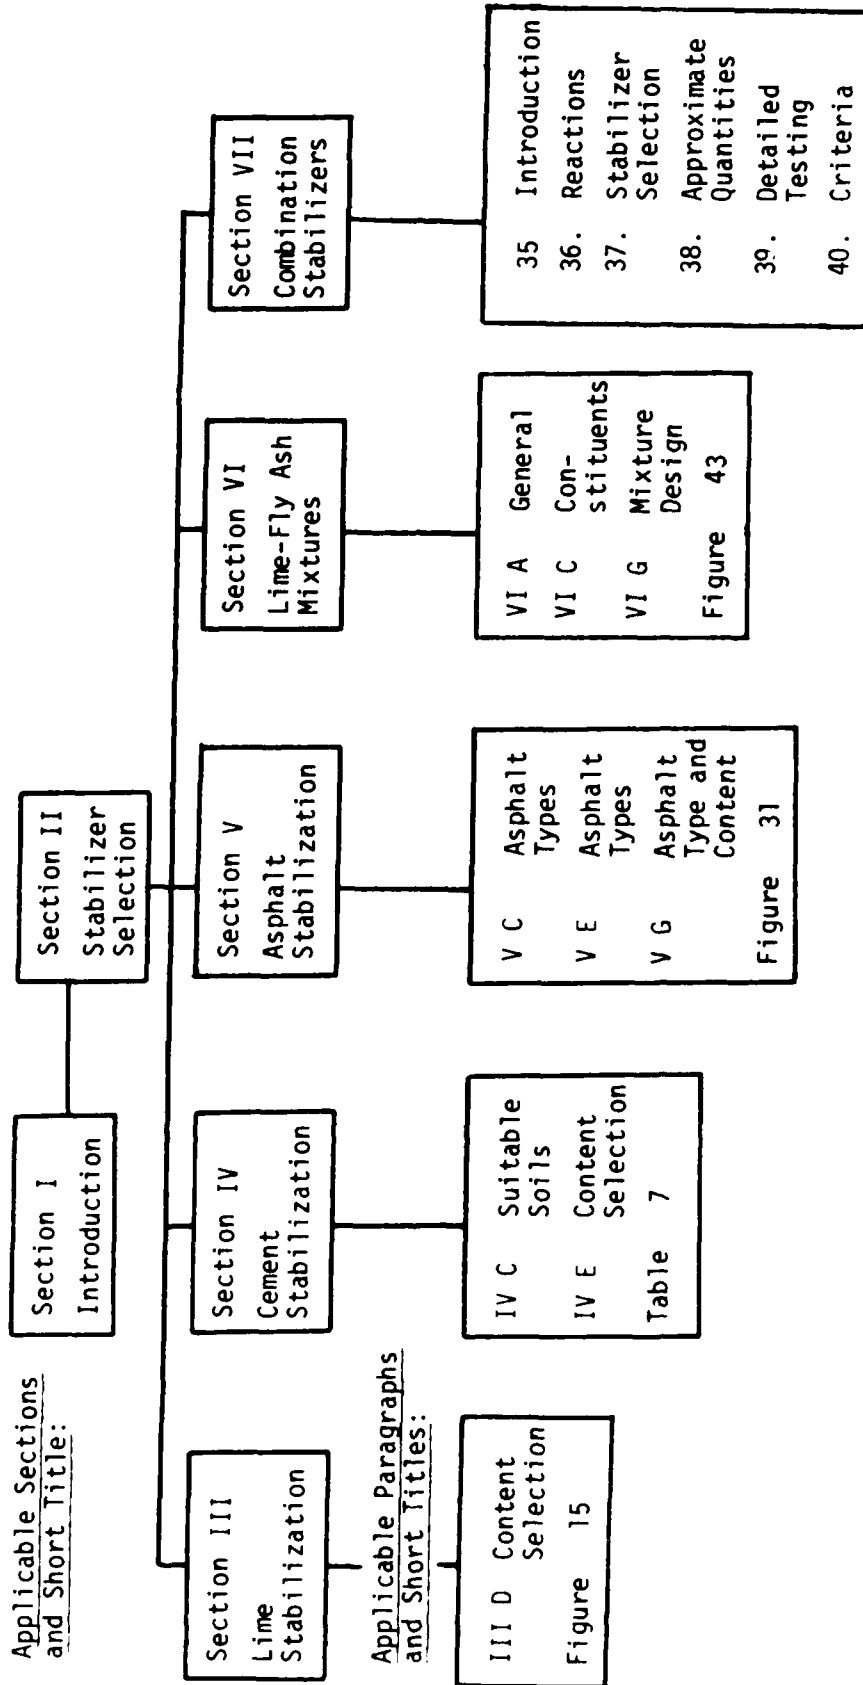 Applicable Sections
and Short Title:
Section I
Introduction
Section II
Stabilizer
Selection
Section III
Lime
Stabilization
Section IV
Cement
Stabilization
Section V
Asphalt
Stabilization
Section VI
Lime-Fly Ash
Mixtures
Section VII
Combination
Stabilizers
Applicable Paragraphs
and Short Titles:
III D Content
Selection
Figure 15
IV C Suitable
Soils
IV E Content
Selection
Table 7
V C Asphalt
Types
V E Asphalt
Types
V G Asphalt
Type and
Content
Figure 31
VI A General
VI C Con-
stituents
VI G Mixture
Design
Figure 43
35 Introduction
36. Reactions
37. Stabilizer
Selection
38. Approximate
Quantities
39. Detailed
Testing
40. Criteria